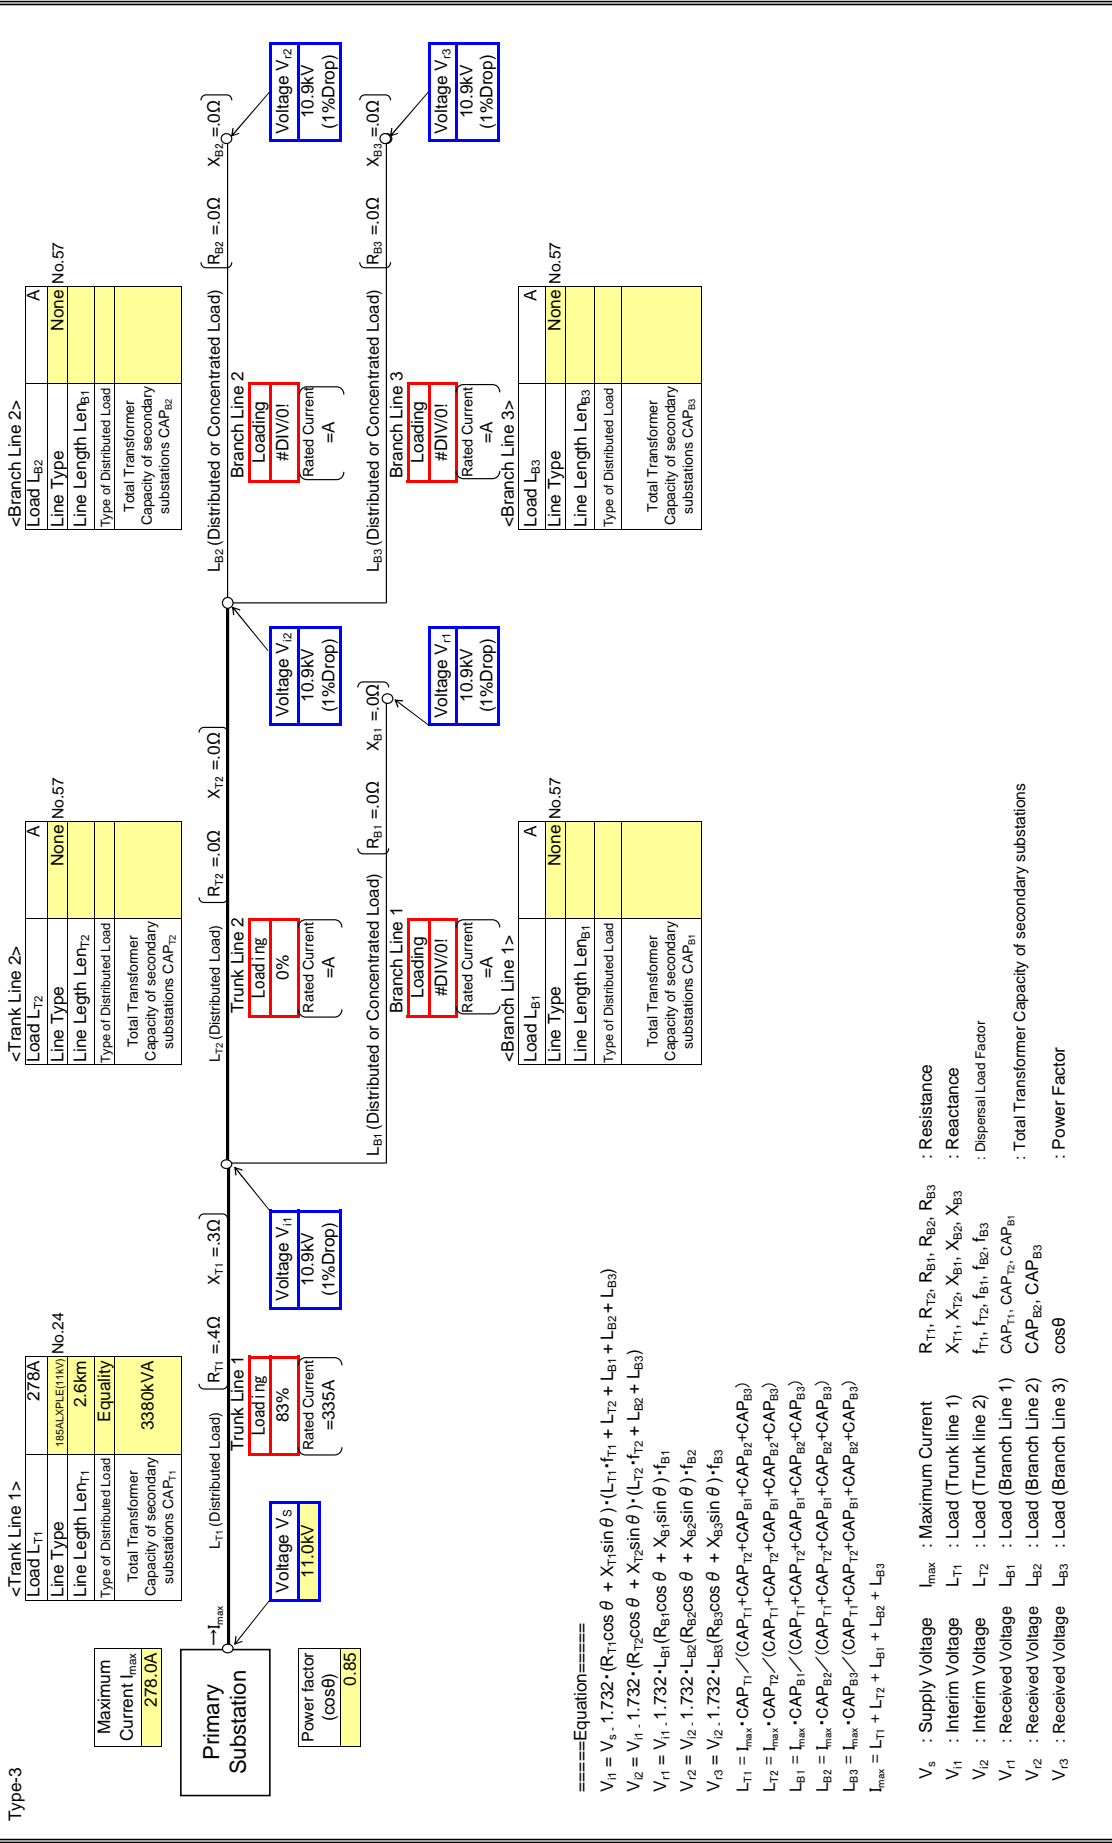 Type-3
Maximum
Current Imax
278.0A
Primary
Substation
Power factor
(cosθ)
0.85
→Imax
Voltage VS
11.0kV
<Trank Line 1>
Load LT1 278A
Line Type 185ALXPLE(11kV) No.24
Line Legth LenT1 2.6km
Type of Distributed Load Equality
Total Transformer
Capacity of secondary
substations CAPT1
3380kVA
LT1 (Distributed Load)
RT1 =.4Ω XT1 =.3Ω
Trunk Line 1
Loading
83%
Rated Current
=335A
Voltage Vi1
10.9kV
(1%Drop)
<Trank Line 2>
Load LT2 A
Line Type None No.57
Line Length LenT2
Type of Distributed Load
Total Transformer
Capacity of secondary
substations CAPT2
LT2 (Distributed Load)
RT2 =.0Ω XT2 =.0Ω
Trunk Line 2
Loading
0%
Rated Current
=A
Voltage Vi2
10.9kV
(1%Drop)
LB1 (Distributed or Concentrated Load)
RB1 =.0Ω XB1 =.0Ω
Branch Line 1
Loading
#DIV/0!
Rated Current
=A
Voltage Vr1
10.9kV
(1%Drop)
<Branch Line 1>
Load LB1 A
Line Type None No.57
Line Length LenB1
Type of Distributed Load
Total Transformer
Capacity of secondary
substations CAPB1
<Branch Line 2>
Load LB2 A
Line Type None No.57
Line Length LenB1
Type of Distributed Load
Total Transformer
Capacity of secondary
substations CAPB2
LB2 (Distributed or Concentrated Load)
RB2 =.0Ω XB2 =.0Ω
Branch Line 2
Loading
#DIV/0!
Rated Current
=A
Voltage Vr2
10.9kV
(1%Drop)
LB3 (Distributed or Concentrated Load)
RB3 =.0Ω XB3 =.0Ω
Branch Line 3
Loading
#DIV/0!
Rated Current
=A
Voltage Vr3
10.9kV
(1%Drop)
<Branch Line 3>
Load LB3 A
Line Type None No.57
Line Length LenB3
Type of Distributed Load
Total Transformer
Capacity of secondary
substations CAPB3
=====Equation=====
Vi1 = Vs - 1.732・(RT1cos θ + XT1sin θ)・(LT1・fT1 + LT2 + LB1 + LB2 + LB3)
Vi2 = Vi1 - 1.732・(RT2cos θ + XT2sin θ)・(LT2・fT2 + LB2 + LB3)
Vr1 = Vi1 - 1.732・LB1(RB1cos θ + XB1sin θ)・fB1
Vr2 = Vi2 - 1.732・LB2(RB2cos θ + XB2sin θ)・fB2
Vr3 = Vi2 - 1.732・LB3(RB3cos θ + XB3sin θ)・fB3
LT1 = Imax・CAPT1／(CAPT1+CAPT2+CAPB1+CAPB2+CAPB3)
LT2 = Imax・CAPT2／(CAPT1+CAPT2+CAPB1+CAPB2+CAPB3)
LB1 = Imax・CAPB1／(CAPT1+CAPT2+CAPB1+CAPB2+CAPB3)
LB2 = Imax・CAPB2／(CAPT1+CAPT2+CAPB1+CAPB2+CAPB3)
LB3 = Imax・CAPB3／(CAPT1+CAPT2+CAPB1+CAPB2+CAPB3)
Imax = LT1 + LT2 + LB1 + LB2 + LB3
Vs : Supply Voltage Imax : Maximum Current RT1, RT2, RB1, RB2, RB3 : Resistance
Vi1 : Interim Voltage LT1 : Load (Trunk line 1) XT1, XT2, XB1, XB2, XB3 : Reactance
Vi2 : Interim Voltage LT2 : Load (Trunk line 2) fT1, fT2, fB1, fB2, fB3 : Dispersal Load Factor
Vr1 : Received Voltage LB1 : Load (Branch Line 1) CAPT1, CAPT2, CAPB1 : Total Transformer Capacity of secondary substations
Vr2 : Received Voltage LB2 : Load (Branch Line 2) CAPB2, CAPB3
Vr3 : Received Voltage LB3 : Load (Branch Line 3) cosθ : Power Factor